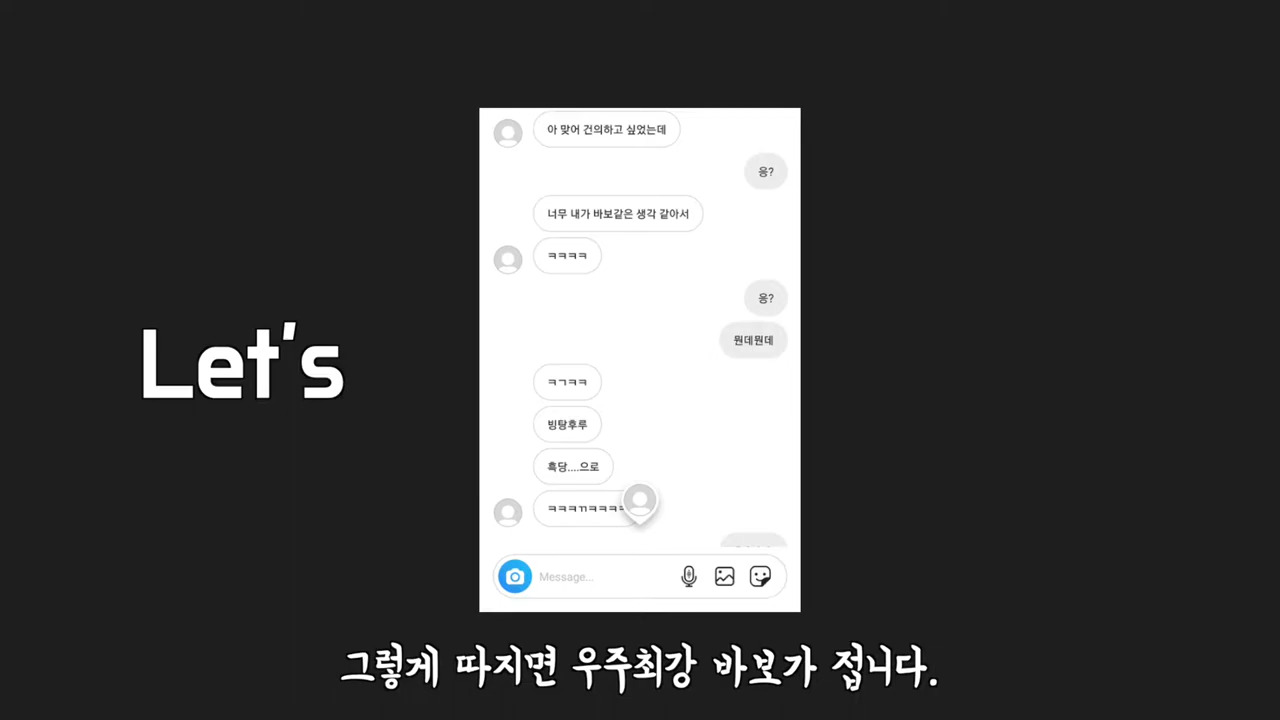 아 맞어 건의하고 싶었는데
응?
너무 내가 바보같은 생각 같아서
ㅋㅋㅋㅋ
응?
뭔데뭔데
ㅋㄱㅋㅋ
빙탕후루
흑당....으로
ㅋㅋㅋㄲㅋㅋㅋㅋ
Message...
Let's
그렇게 따지면 우주최강 바보가 접니다.